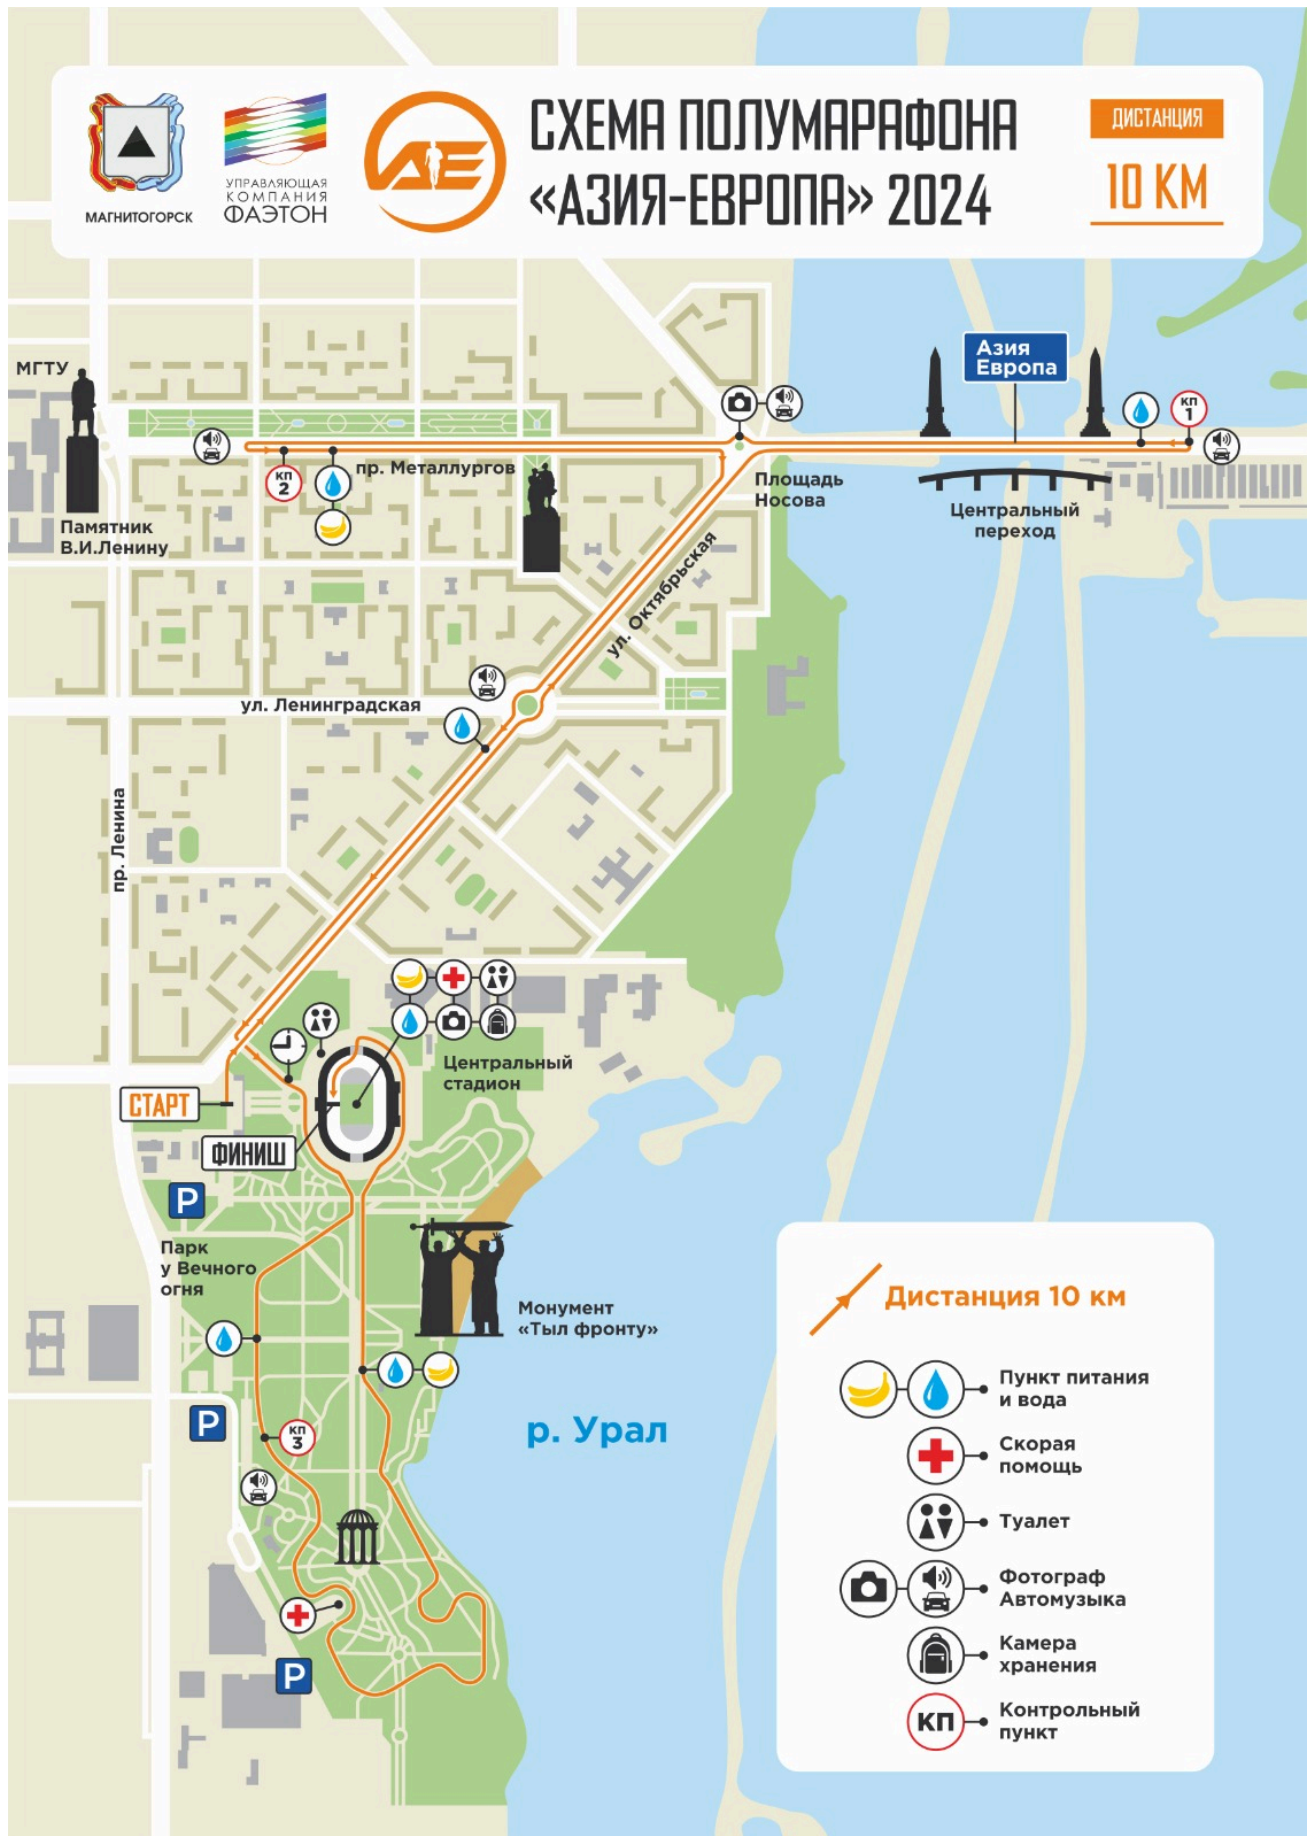 МАГНИТОГОРСК
УПРАВЛЯЮЩАЯ
КОМПАНИЯ
ФАЭТОН
АЕ
СХЕМА ПОЛУМАРАФОНА
«АЗИЯ-ЕВРОПА» 2024
ДИСТАНЦИЯ
10 КМ
МГТУ
Азия
Европа
КП
1
КП
2
пр. Металлургов
Площадь
Носова
Центральный
переход
Памятник
В.И.Ленину
ул. Октябрьская
ул. Ленинградская
пр. Ленина
Центральный
стадион
СТАРТ
ФИНИШ
P
Парк
у Вечного
огня
Монумент
«Тыл фронту»
P
КП
3
р. Урал
P
Дистанция 10 км
Пункт питания
и вода
Скорая
помощь
Туалет
Фотограф
Автомузыка
Камера
хранения
КП
Контрольный
пункт